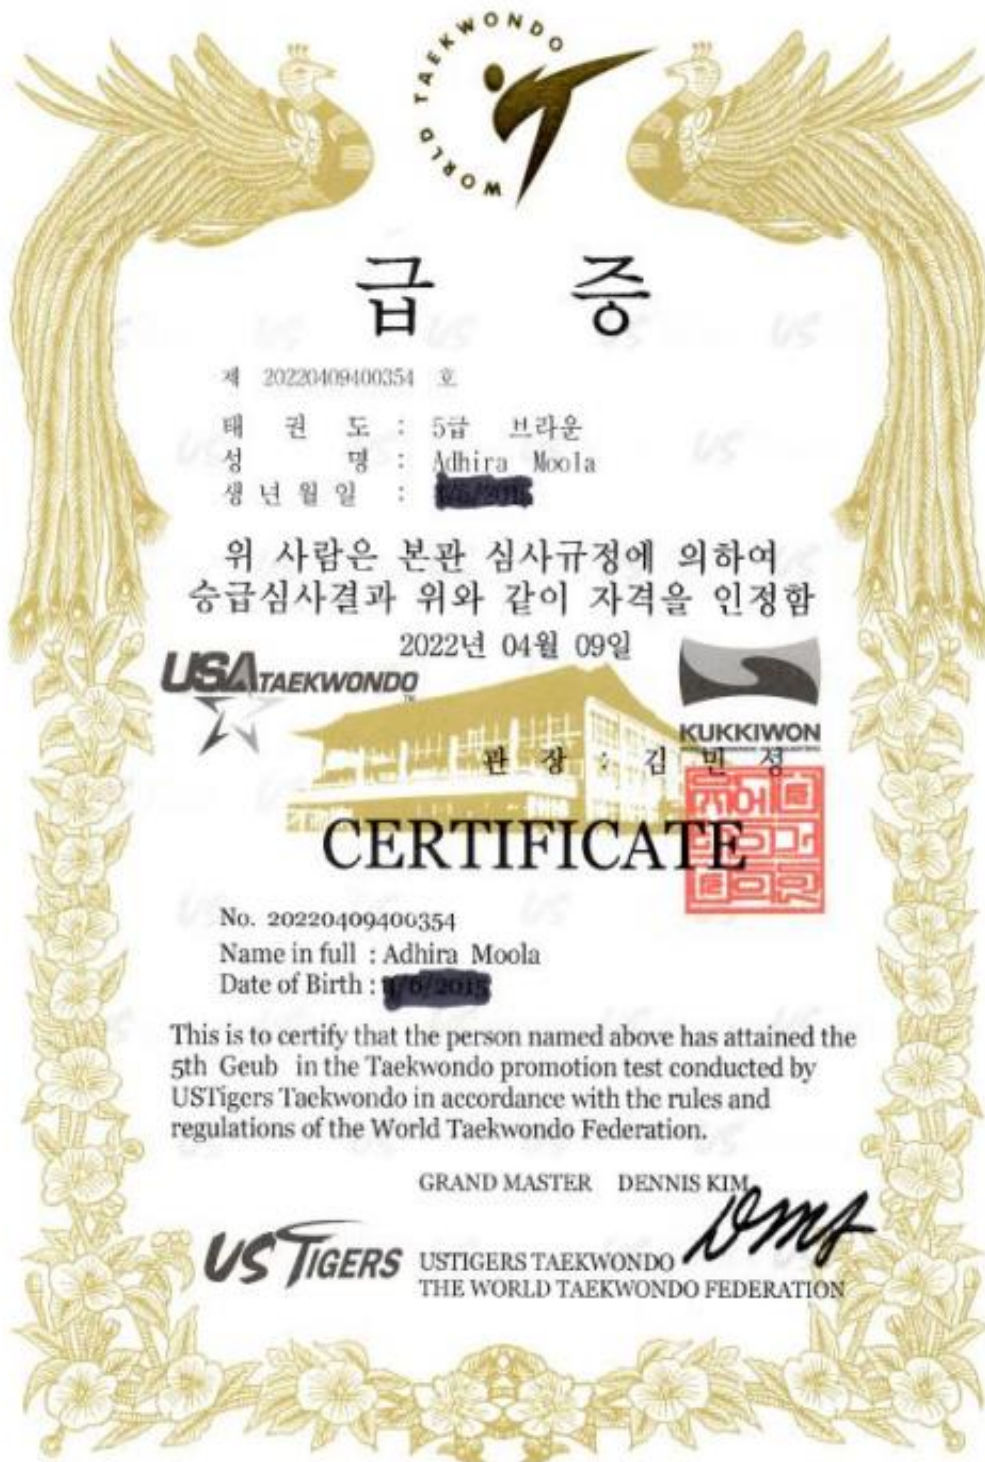 WORLD TAEKWONDO
급 증
제 20220409400354 호
태 권 도 : 5급 브라운
성 명 : Adhira Moola
생 년 월 일 :
위 사람은 본관 심사규정에 의하여
승급심사결과 위와 같이 자격을 인정함
2022년 04월 09일
USA TAEKWONDO
KUKKIWON
관 장 : 김 민 성
CERTIFICATE
No. 20220409400354
Name in full : Adhira Moola
Date of Birth :
This is to certify that the person named above has attained the
5th Geub in the Taekwondo promotion test conducted by
USTigers Taekwondo in accordance with the rules and
regulations of the World Taekwondo Federation.
GRAND MASTER DENNIS KIM
US TIGERS
USTIGERS TAEKWONDO
THE WORLD TAEKWONDO FEDERATION